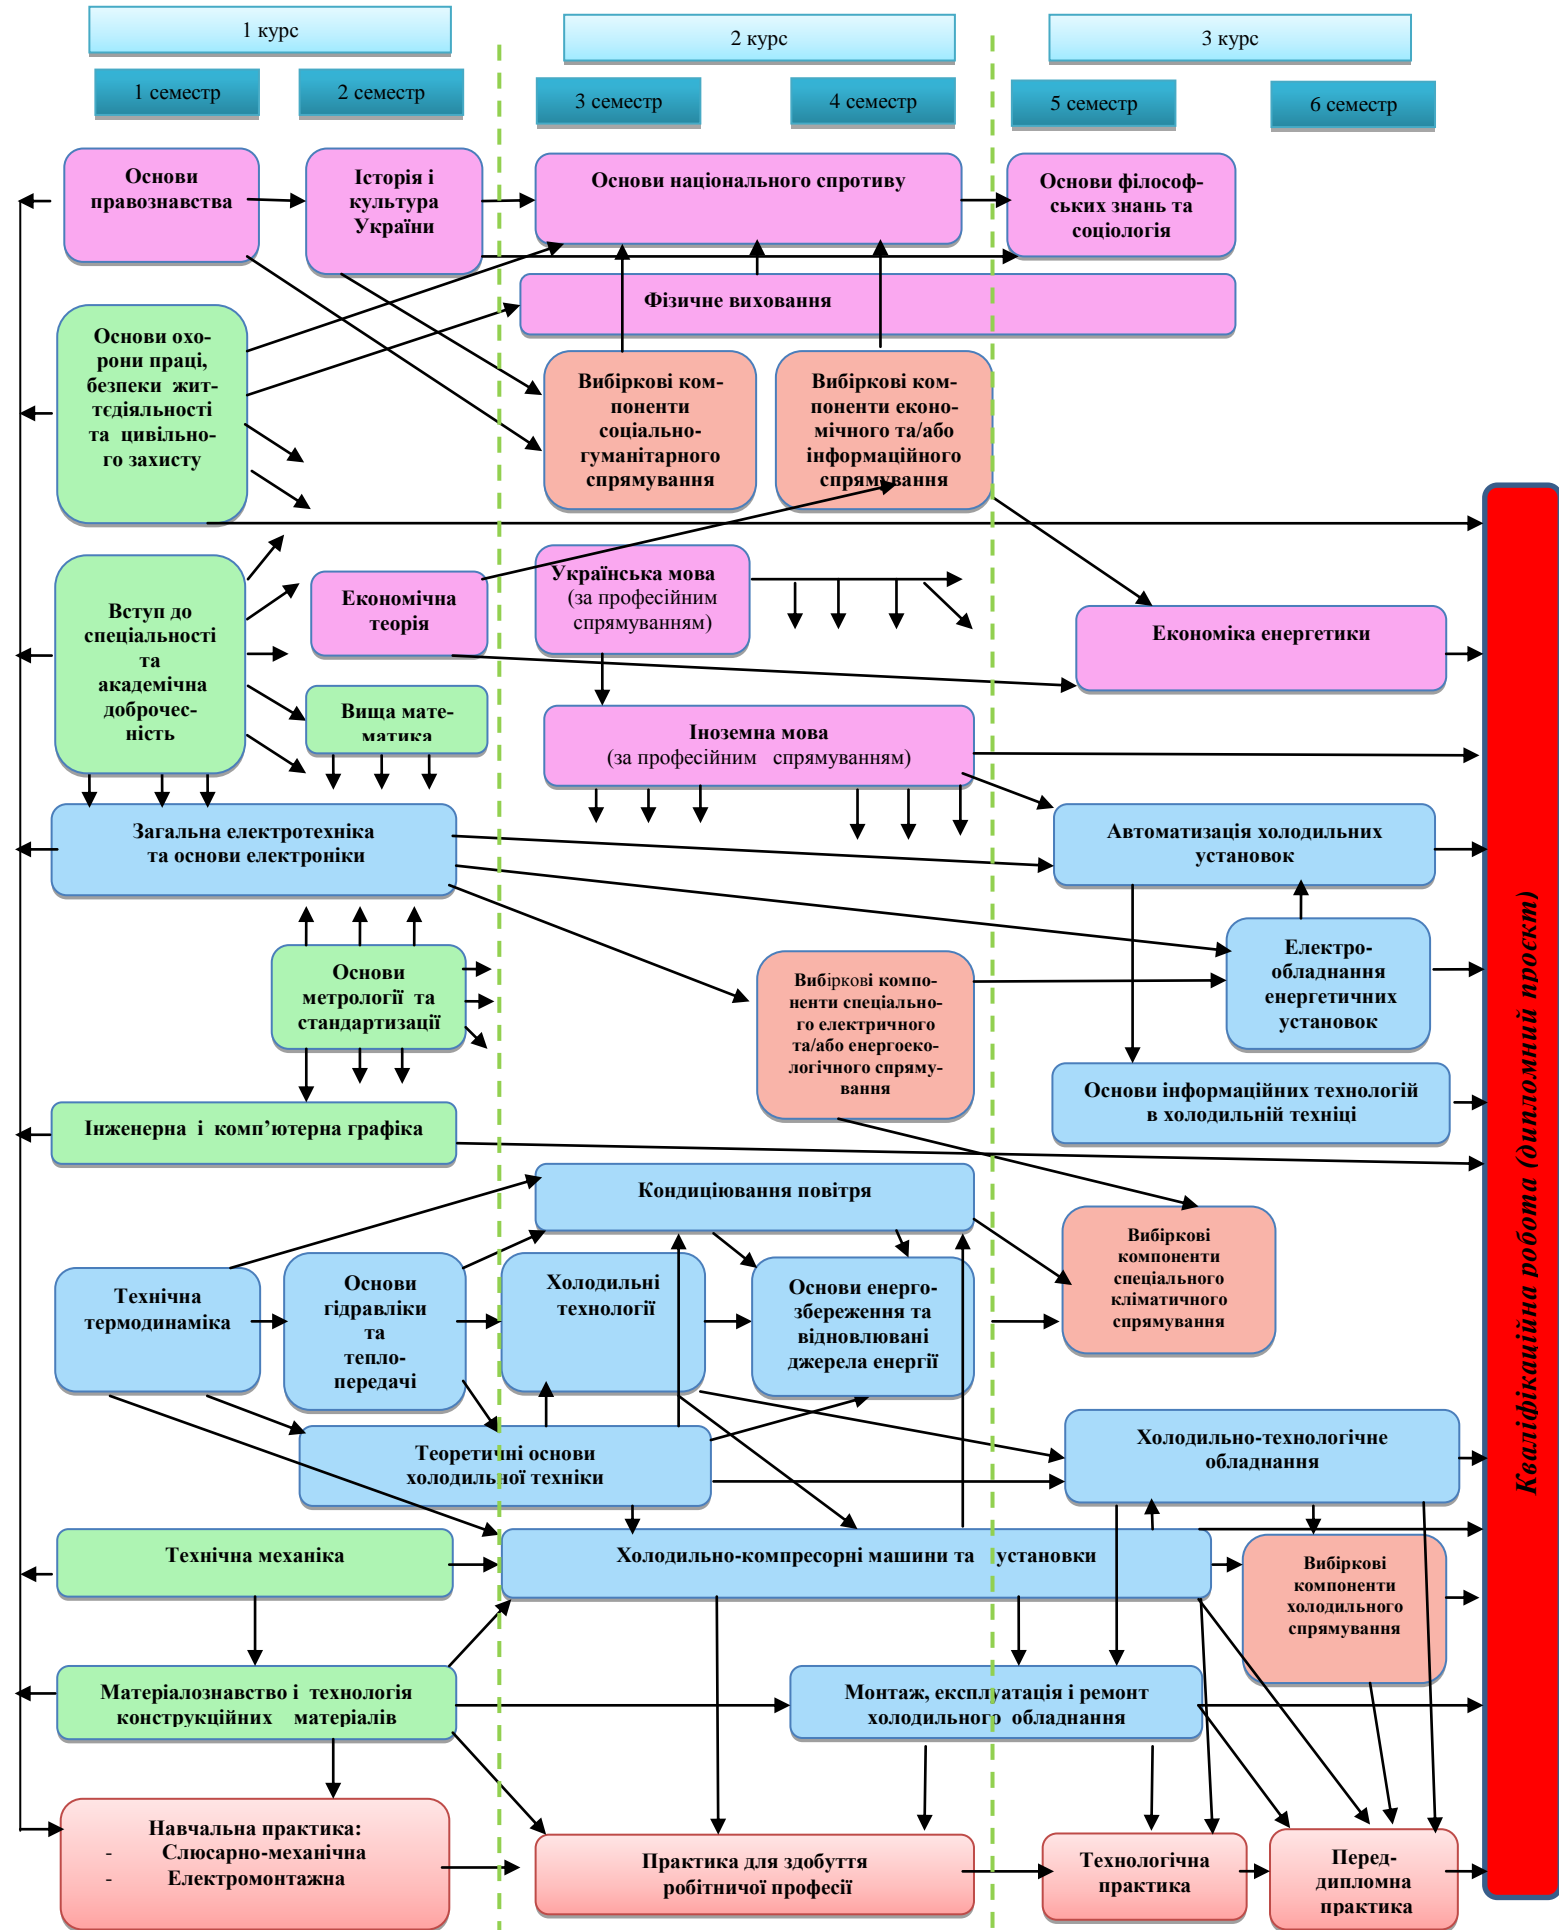 1 курс
2 курс
3 курс
1 семестр
2 семестр
3 семестр
4 семестр
5 семестр
6 семестр
Основи
правознавства
Історія і
культура
України
Основи національного спротиву
Основи філософ-
ських знань та
соціологія
Фізичне виховання
Основи охо-
рони праці,
безпеки жит-
тєдіяльності
та цивільно-
го захисту
Вибіркові ком-
поненти
соціально-
гуманітарного
спрямування
Вибіркові ком-
поненти еконо-
мічного та/або
інформаційного
спрямування
Вступ до
спеціальності
та
академічна
доброчес-
ність
Економічна
теорія
Українська мова
(за професійним
спрямуванням)
Економіка енергетики
Вища мате-
матика
Іноземна мова
(за професійним спрямуванням)
Загальна електротехніка
та основи електроніки
Автоматизація холодильних
установок
Основи
метрології та
стандартизації
Вибіркові компо-
ненти спеціально-
го електричного
та/або енергоеко-
логічного спряму-
вання
Електро-
обладнання
енергетичних
установок
Основи інформаційних технологій
в холодильній техніці
Інженерна і комп’ютерна графіка
Кондиціювання повітря
Технічна
термодинаміка
Основи
гідравліки
та
тепло-
передачі
Холодильні
технології
Основи енерго-
збереження та
відновлювані
джерела енергії
Вибіркові
компоненти
спеціального
кліматичного
спрямування
Теоретичні основи
холодильної техніки
Холодильно-технологічне
обладнання
Технічна механіка
Холодильно-компресорні машини та установки
Вибіркові
компоненти
холодильного
спрямування
Матеріалознавство і технологія
конструкційних матеріалів
Монтаж, експлуатація і ремонт
холодильного обладнання
Навчальна практика:
- Слюсарно-механічна
- Електромонтажна
Практика для здобуття
робітничої професії
Технологічна
практика
Перед-
дипломна
практика
Кваліфікаційна робота (дипломний проєкт)